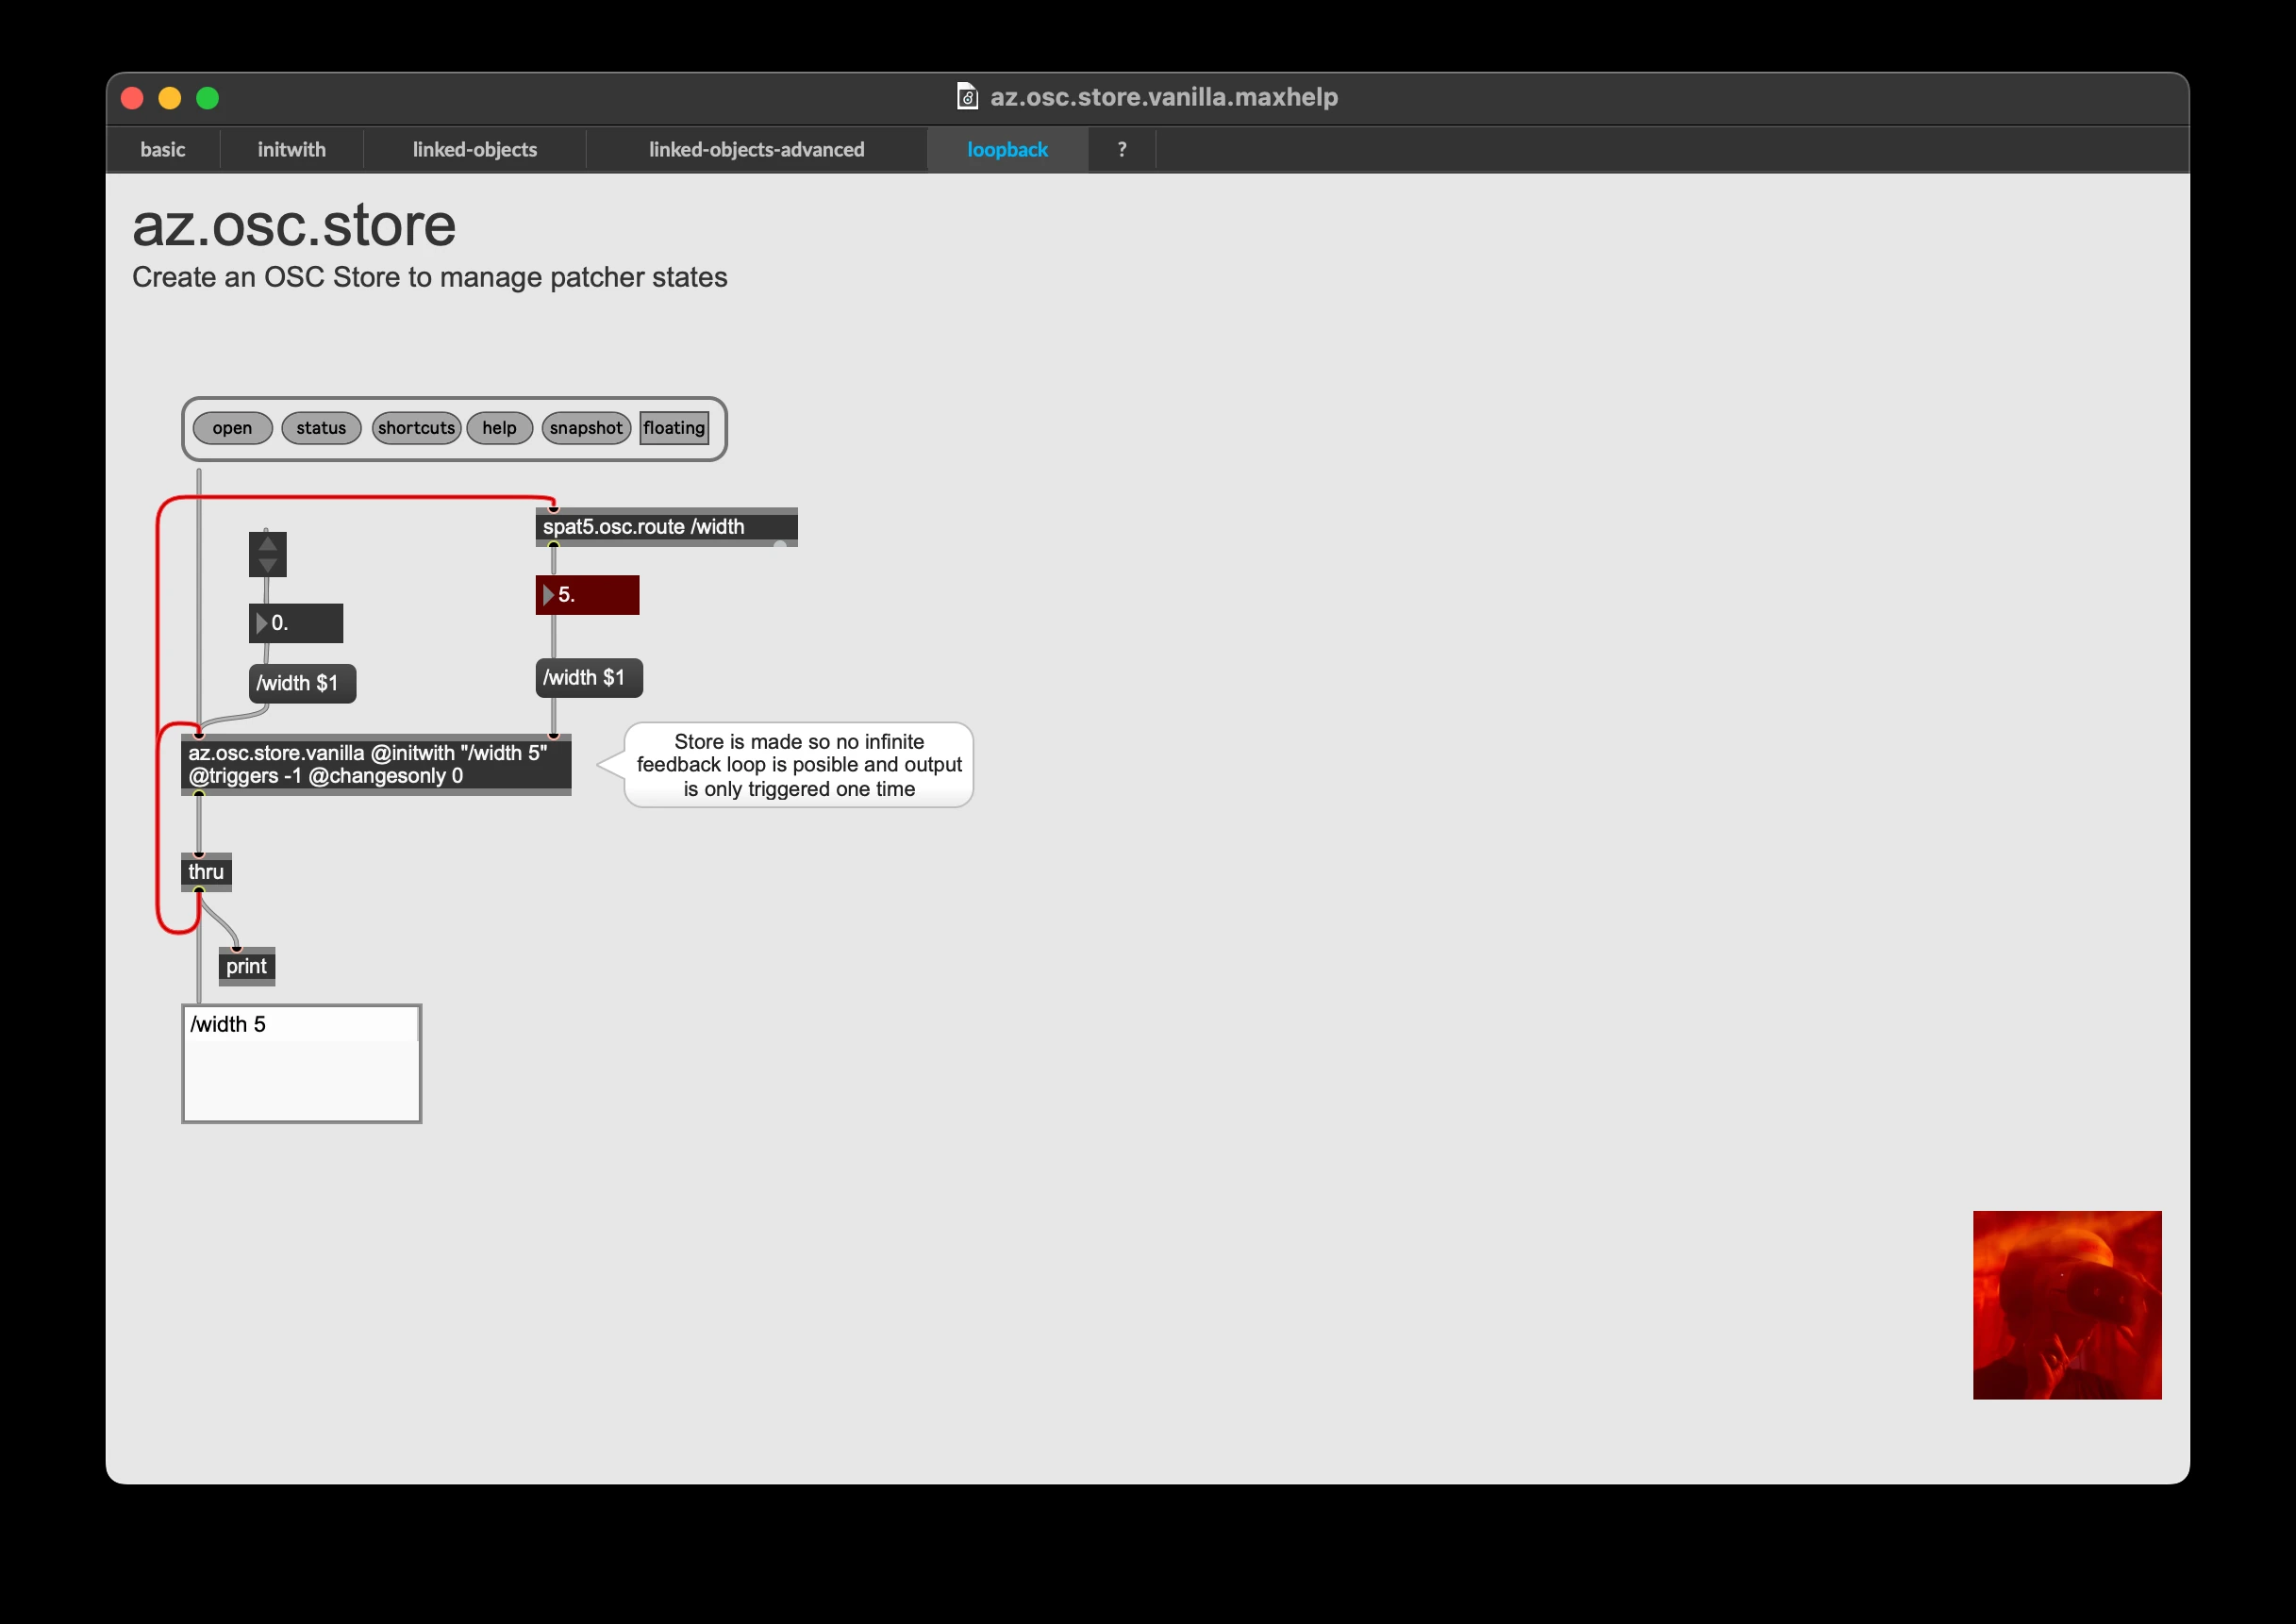 az.osc.store.vanilla.maxhelp
basic
initwith
linked-objects
linked-objects-advanced
loopback
?
az.osc.store
Create an OSC Store to manage patcher states
open
status
shortcuts
help
snapshot
floating
spat5.osc.route /width
5.
0.
/width $1
/width $1
az.osc.store.vanilla @initwith "/width 5"
@triggers -1 @changesonly 0
Store is made so no infinite
feedback loop is posible and output
is only triggered one time
thru
print
/width 5